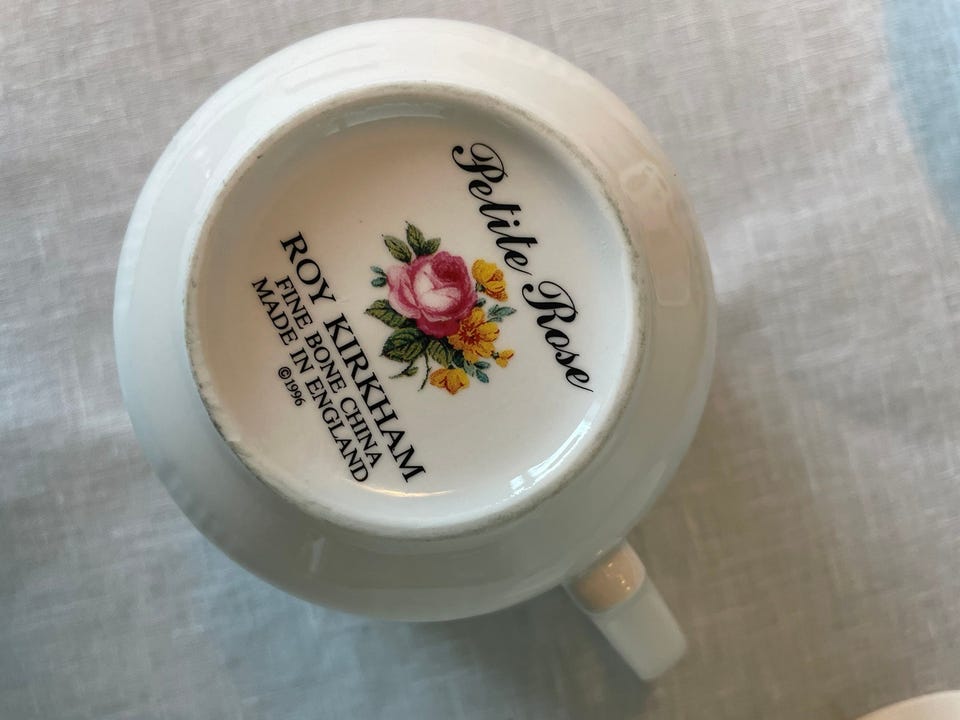 Petite Rose
ROY KIRKHAM
FINE BONE CHINA
MADE IN ENGLAND
©1996